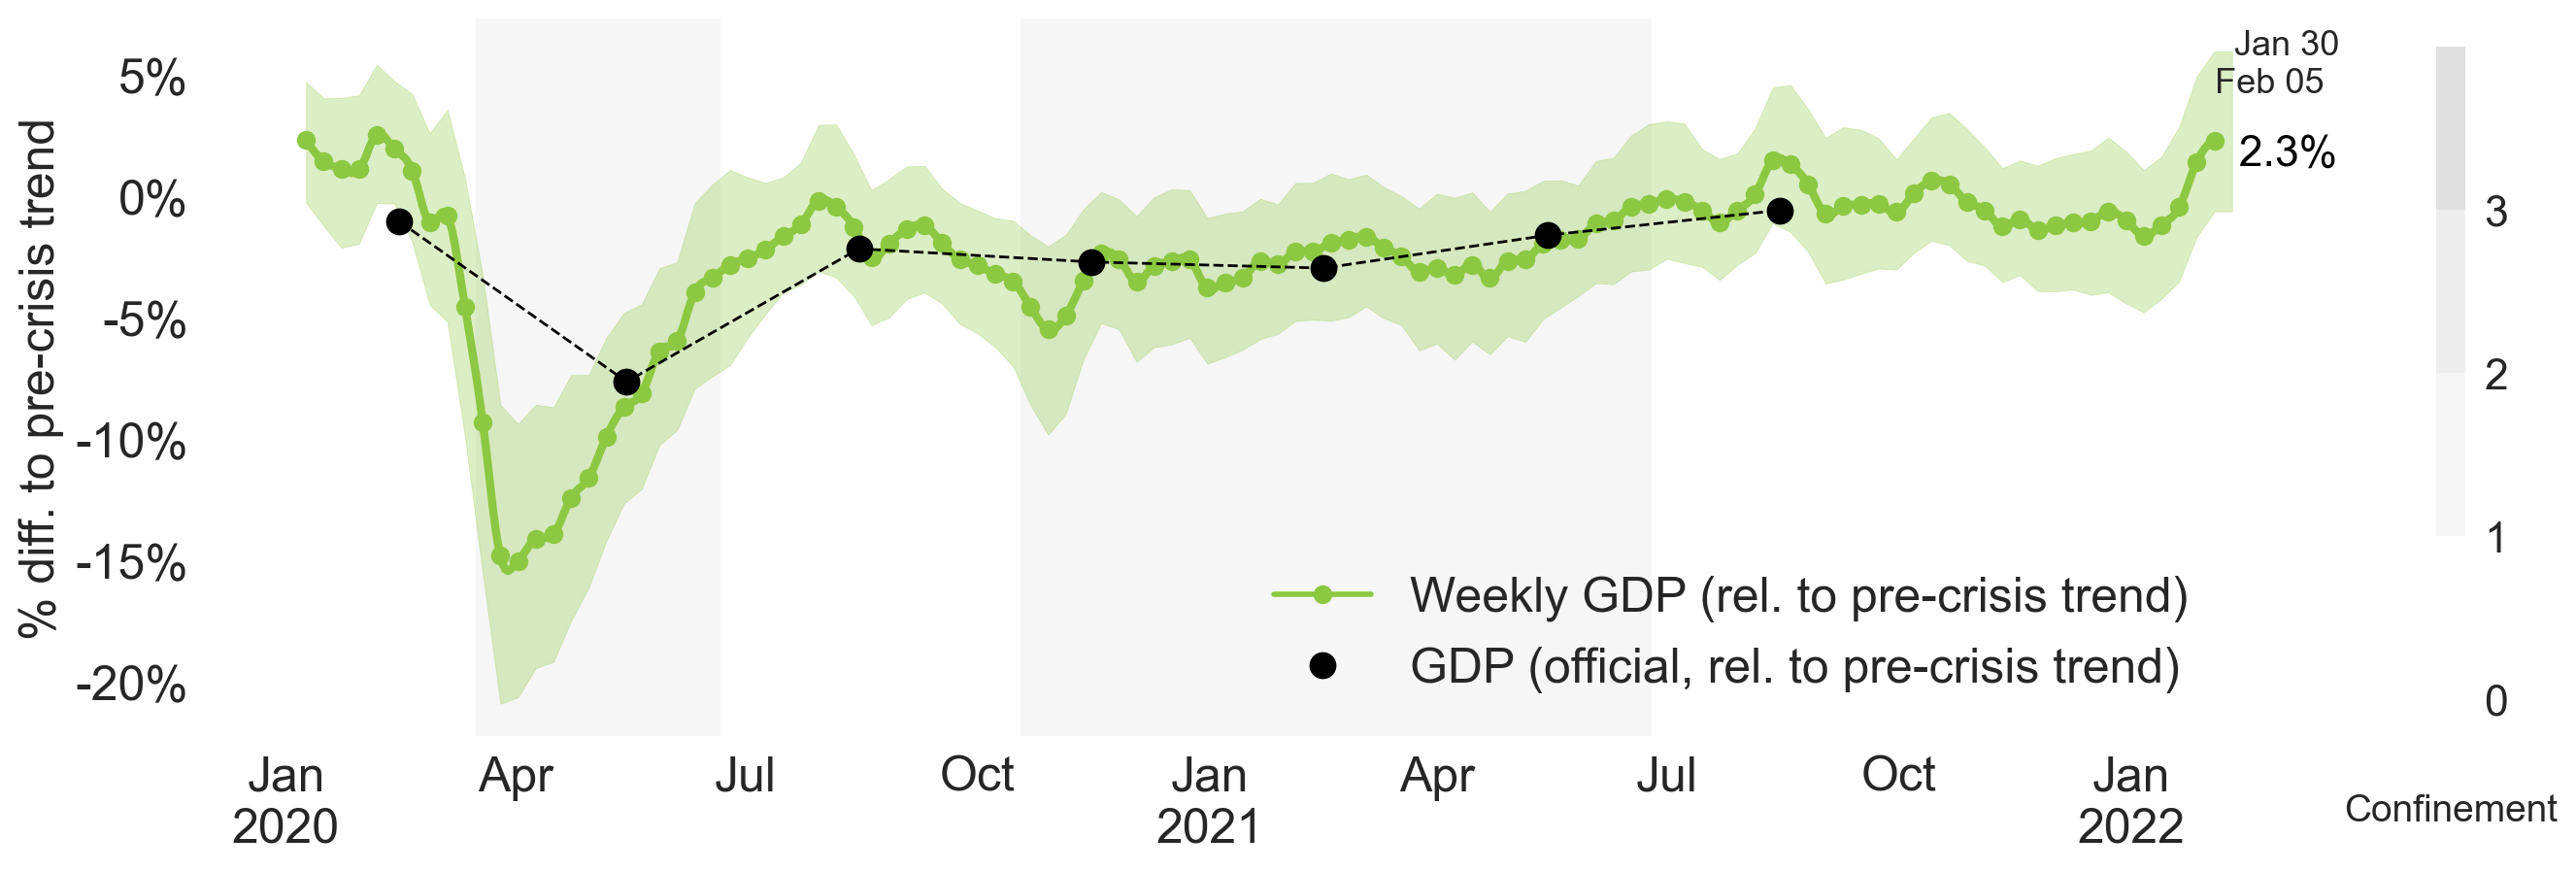 % diff. to pre-crisis trend
5%
0%
-5%
-10%
-15%
-20%
Jan 30
Feb 05
2.3%
Weekly GDP (rel. to pre-crisis trend)
GDP (official, rel. to pre-crisis trend)
Jan Apr Jul Oct Jan Apr Jul Oct Jan
2020 2021 2022
3
2
1
0
Confinement